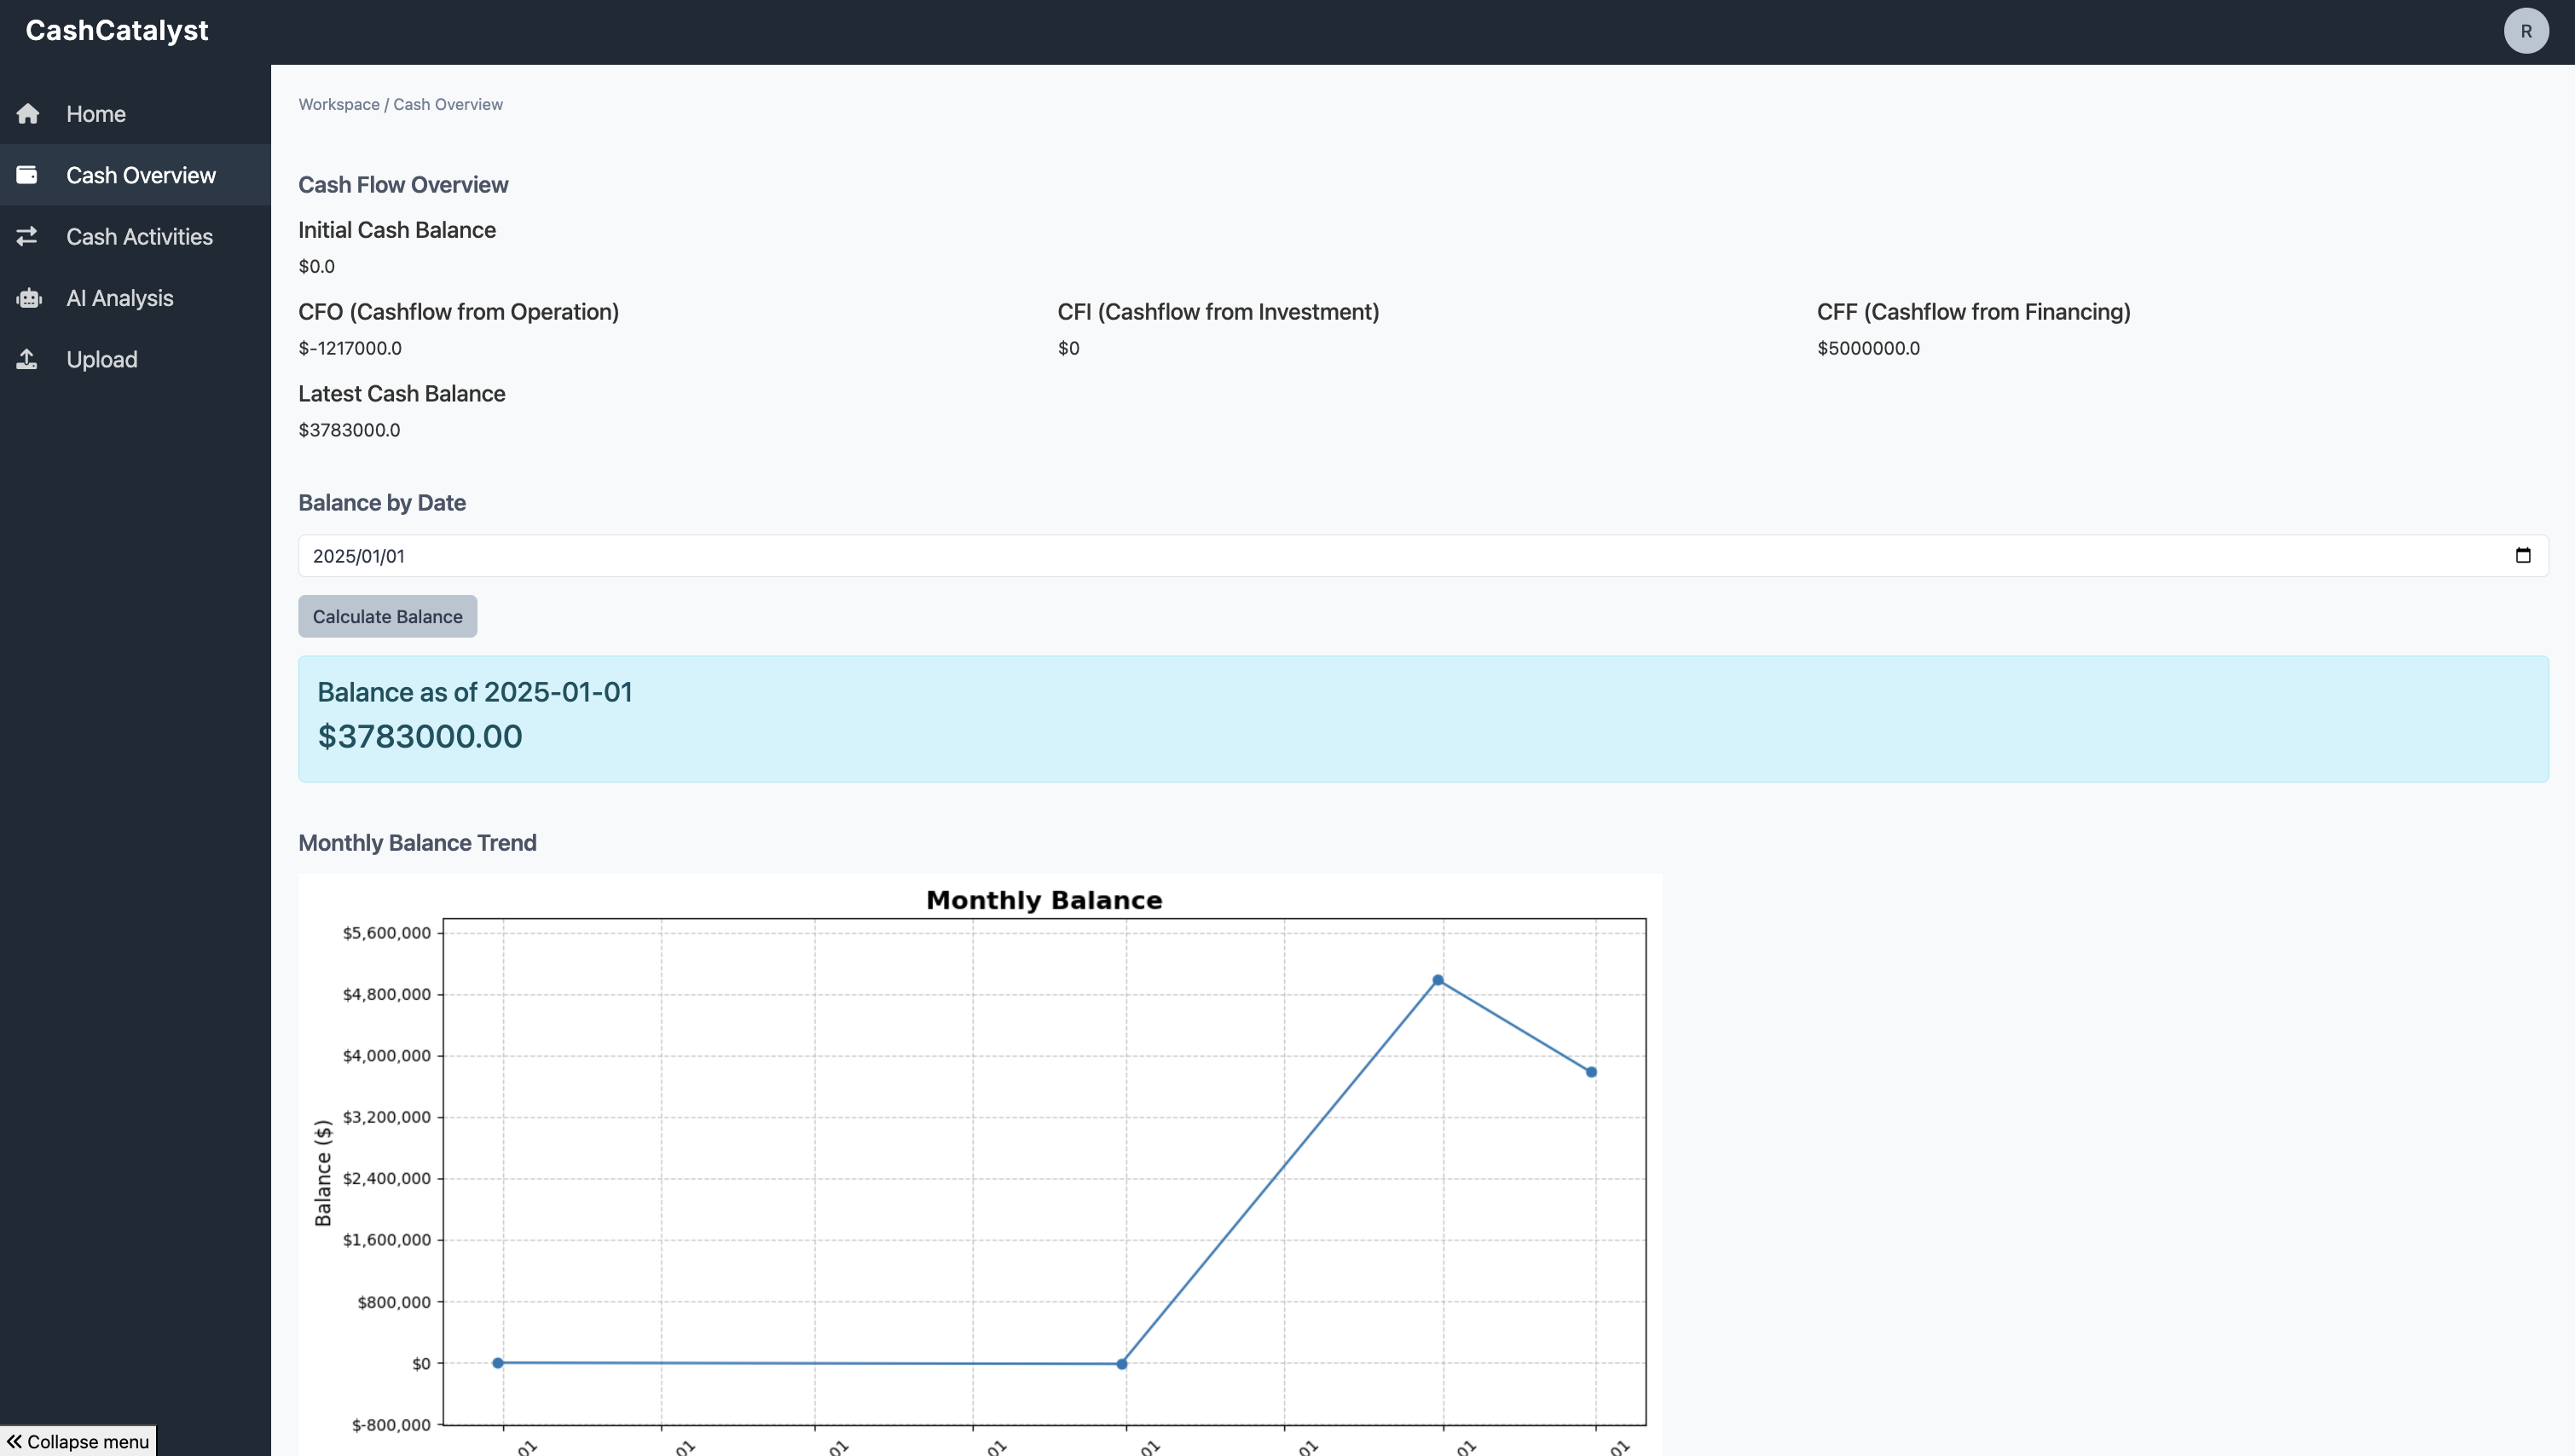 CashCatalyst
R
Home
Cash Overview
Cash Activities
AI Analysis
Upload
Workspace / Cash Overview
Cash Flow Overview
Initial Cash Balance
$0.0
CFO (Cashflow from Operation)
$-1217000.0
CFI (Cashflow from Investment)
$0
CFF (Cashflow from Financing)
$5000000.0
Latest Cash Balance
$3783000.0
Balance by Date
2025/01/01
Calculate Balance
Balance as of 2025-01-01
$3783000.00
Monthly Balance Trend
Monthly Balance
$5,600,000
$4,800,000
$4,000,000
$3,200,000
$2,400,000
$1,600,000
$800,000
$0
$-800,000
Balance ($)
01
01
01
01
01
01
01
01
Collapse menu